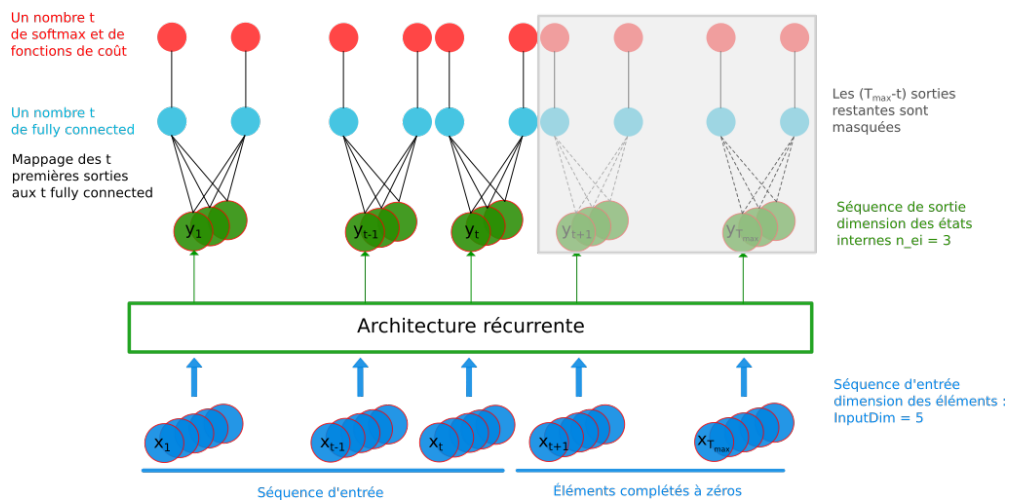 Un nombre t
de softmax et de
fonctions de coût
Un nombre t
de fully connected
Mappage des t
premières sorties
aux t fully connected
Les (Tmax-t) sorties
restantes sont
masquées
y1
yt-1
yt
yt+1
yTmax
Séquence de sortie
dimension des états
internes n_ei = 3
Architecture récurrente
x1
xt-1
xt
xt+1
xTmax
Séquence d'entrée
dimension des éléments :
InputDim = 5
Séquence d'entrée
Éléments complétés à zéros